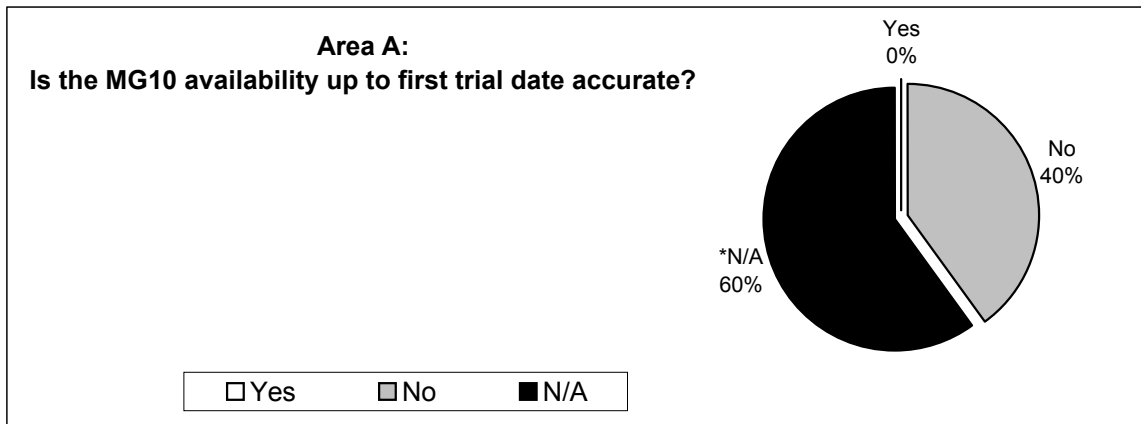 Area A:
Is the MG10 availability up to first trial date accurate?
Yes
0%
No
40%
*N/A
60%
Yes No N/A